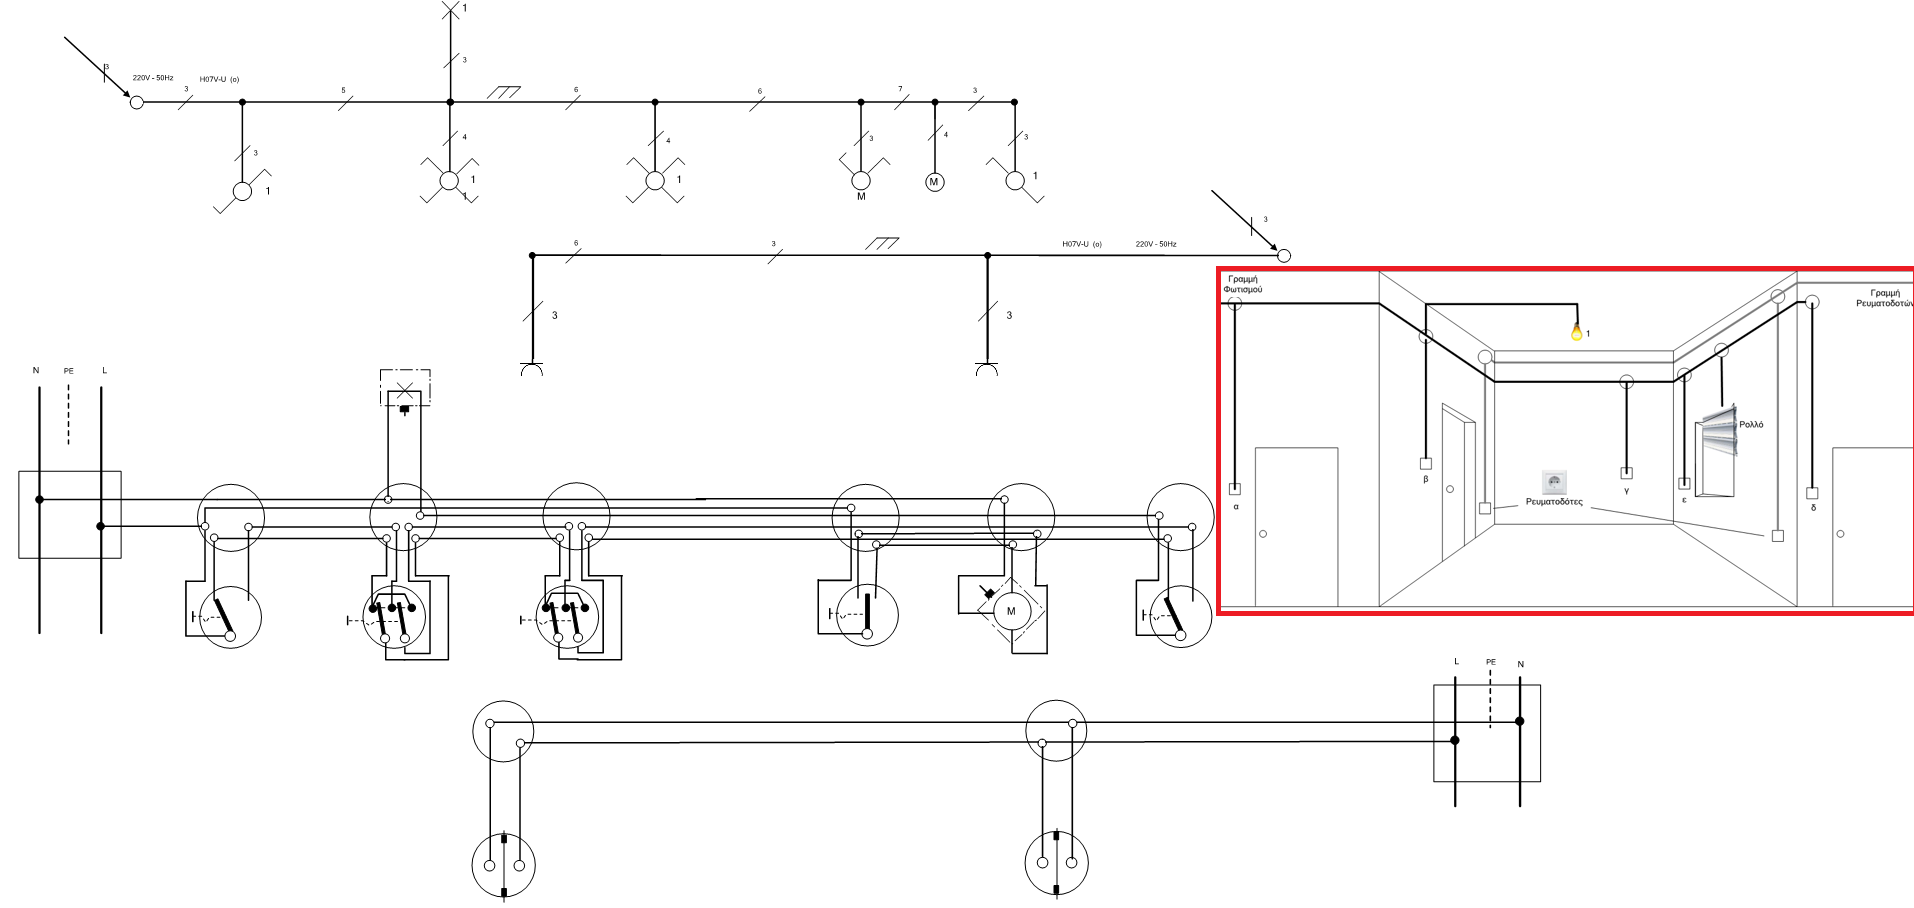 1
3
3
220V - 50Hz
H07V-U (o)
3
5
6
6
7
3
3
4
4
3
4
3
1
1
1
1
M
M
1
6
3
H07V-U (o)
220V - 50Hz
3
3
3
Γραμμή
Φωτισμού
Γραμμή
Ρευματοδοτών
1
Ρολλό
β
Ρευματοδότες
γ
ε
α
δ
N
PE
L
M
L
PE
N